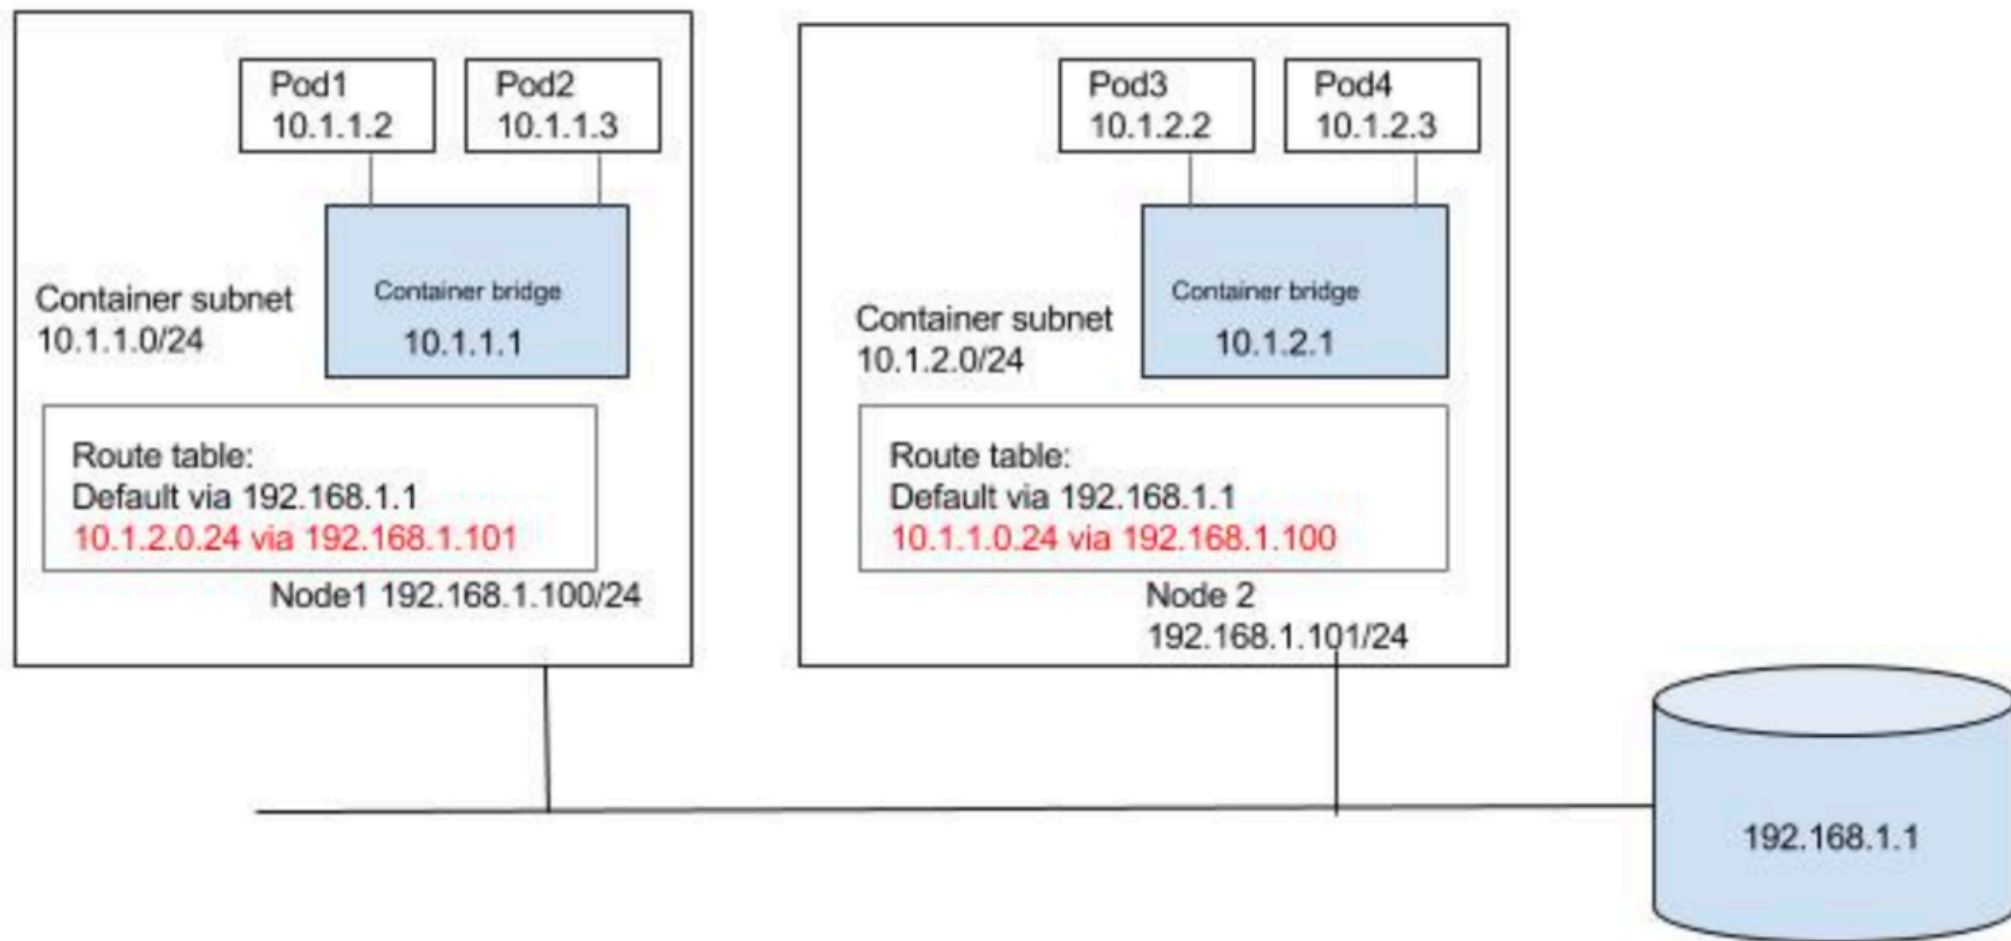 Pod1
10.1.1.2
Pod2
10.1.1.3
Container subnet
10.1.1.0/24
Container bridge
10.1.1.1
Route table:
Default via 192.168.1.1
10.1.2.0.24 via 192.168.1.101
Node1 192.168.1.100/24
Pod3
10.1.2.2
Pod4
10.1.2.3
Container subnet
10.1.2.0/24
Container bridge
10.1.2.1
Route table:
Default via 192.168.1.1
10.1.1.0.24 via 192.168.1.100
Node 2
192.168.1.101/24
192.168.1.1